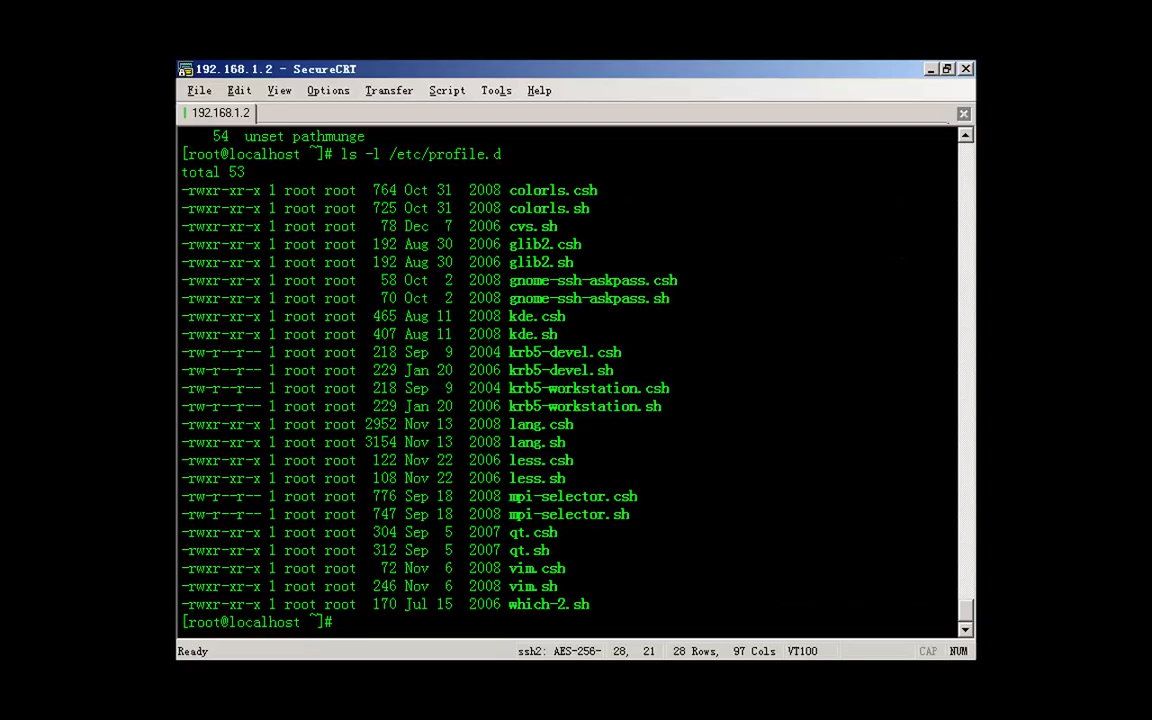 192.168.1.2 - SecureCRT
File Edit View Options Transfer Script Tools Help
192.168.1.2
54 unset pathmunge
[root@localhost ~]# ls -l /etc/profile.d
total 53
-rwxr-xr-x 1 root root 764 Oct 31 2008 colorls.csh
-rwxr-xr-x 1 root root 725 Oct 31 2008 colorls.sh
-rwxr-xr-x 1 root root 78 Dec 7 2006 cvs.sh
-rwxr-xr-x 1 root root 192 Aug 30 2006 glib2.csh
-rwxr-xr-x 1 root root 192 Aug 30 2006 glib2.sh
-rwxr-xr-x 1 root root 58 Oct 2 2008 gnome-ssh-askpass.csh
-rwxr-xr-x 1 root root 70 Oct 2 2008 gnome-ssh-askpass.sh
-rwxr-xr-x 1 root root 465 Aug 11 2008 kde.csh
-rwxr-xr-x 1 root root 407 Aug 11 2008 kde.sh
-rw-r--r-- 1 root root 218 Sep 9 2004 krb5-devel.csh
-rw-r--r-- 1 root root 229 Jan 20 2006 krb5-devel.sh
-rw-r--r-- 1 root root 218 Sep 9 2004 krb5-workstation.csh
-rw-r--r-- 1 root root 229 Jan 20 2006 krb5-workstation.sh
-rwxr-xr-x 1 root root 2952 Nov 13 2008 lang.csh
-rwxr-xr-x 1 root root 3154 Nov 13 2008 lang.sh
-rwxr-xr-x 1 root root 122 Nov 22 2006 less.csh
-rwxr-xr-x 1 root root 108 Nov 22 2006 less.sh
-rw-r--r-- 1 root root 776 Sep 18 2008 mpi-selector.csh
-rw-r--r-- 1 root root 747 Sep 18 2008 mpi-selector.sh
-rwxr-xr-x 1 root root 304 Sep 5 2007 qt.csh
-rwxr-xr-x 1 root root 312 Sep 5 2007 qt.sh
-rwxr-xr-x 1 root root 72 Nov 6 2008 vim.csh
-rwxr-xr-x 1 root root 246 Nov 6 2008 vim.sh
-rwxr-xr-x 1 root root 170 Jul 15 2006 which-2.sh
[root@localhost ~]#
Ready ssh2: AES-256- 28, 21 28 Rows, 97 Cols VT100 CAP NUM